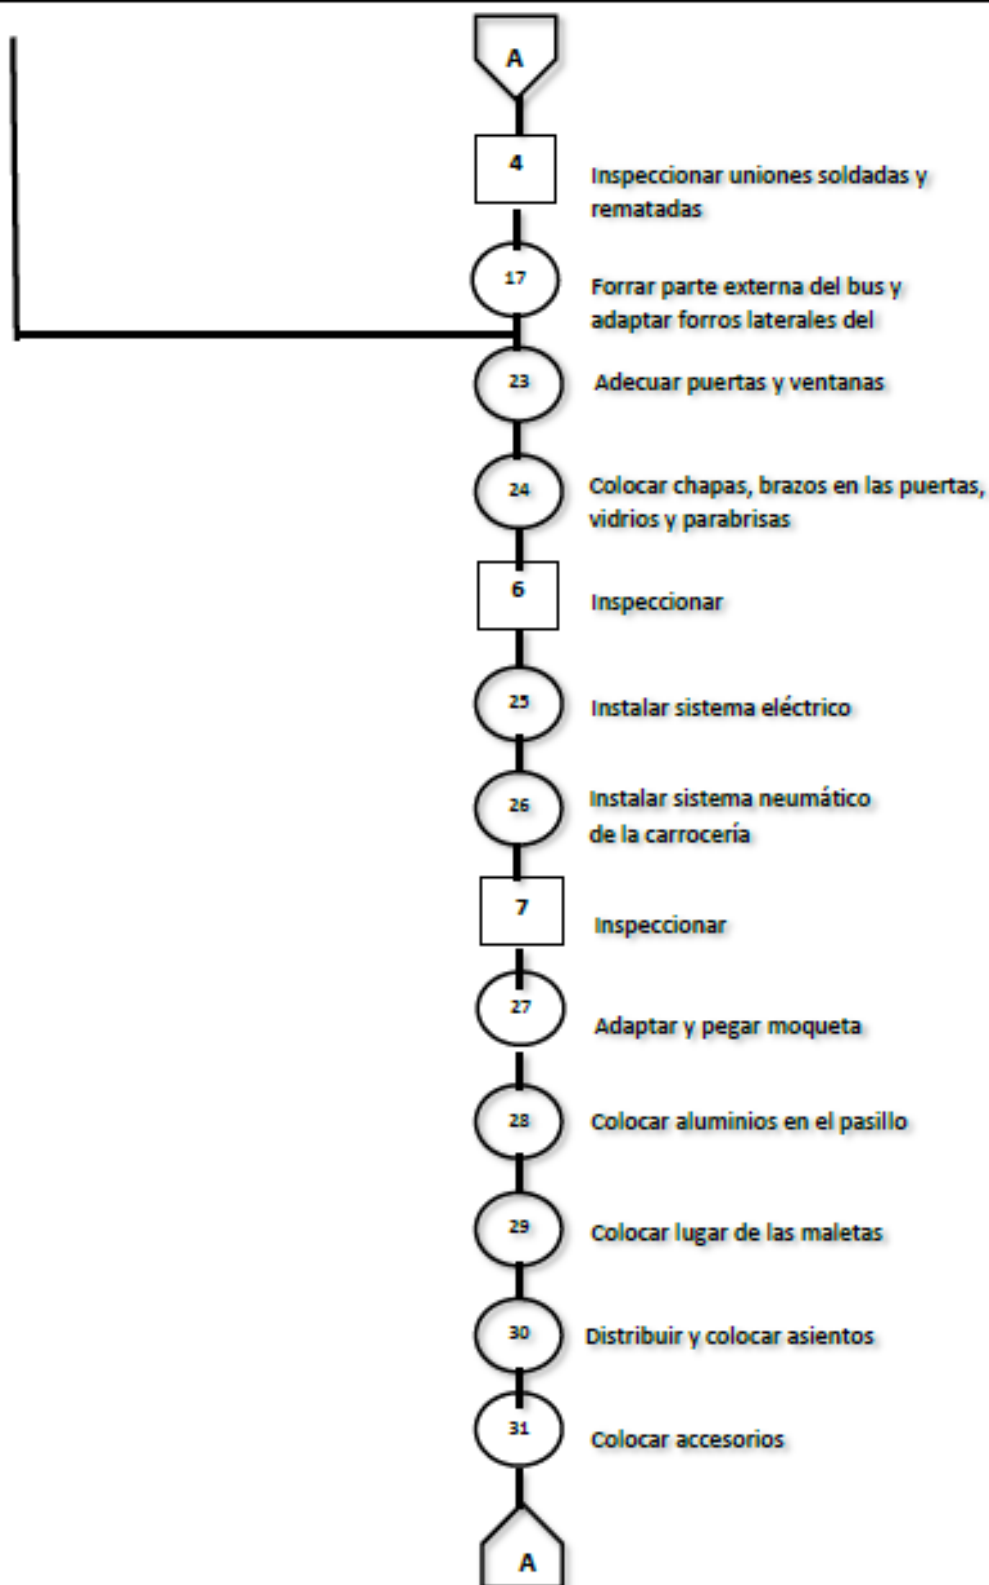 A
4
Inspeccionar uniones soldadas y
rematadas
17
Forrar parte externa del bus y
adaptar forros laterales del
23
Adecuar puertas y ventanas
24
Colocar chapas, brazos en las puertas,
vidrios y parabrisas
6
Inspeccionar
25
Instalar sistema eléctrico
26
Instalar sistema neumático
de la carrocería
7
Inspeccionar
27
Adaptar y pegar moqueta
28
Colocar aluminios en el pasillo
29
Colocar lugar de las maletas
30
Distribuir y colocar asientos
31
Colocar accesorios
A